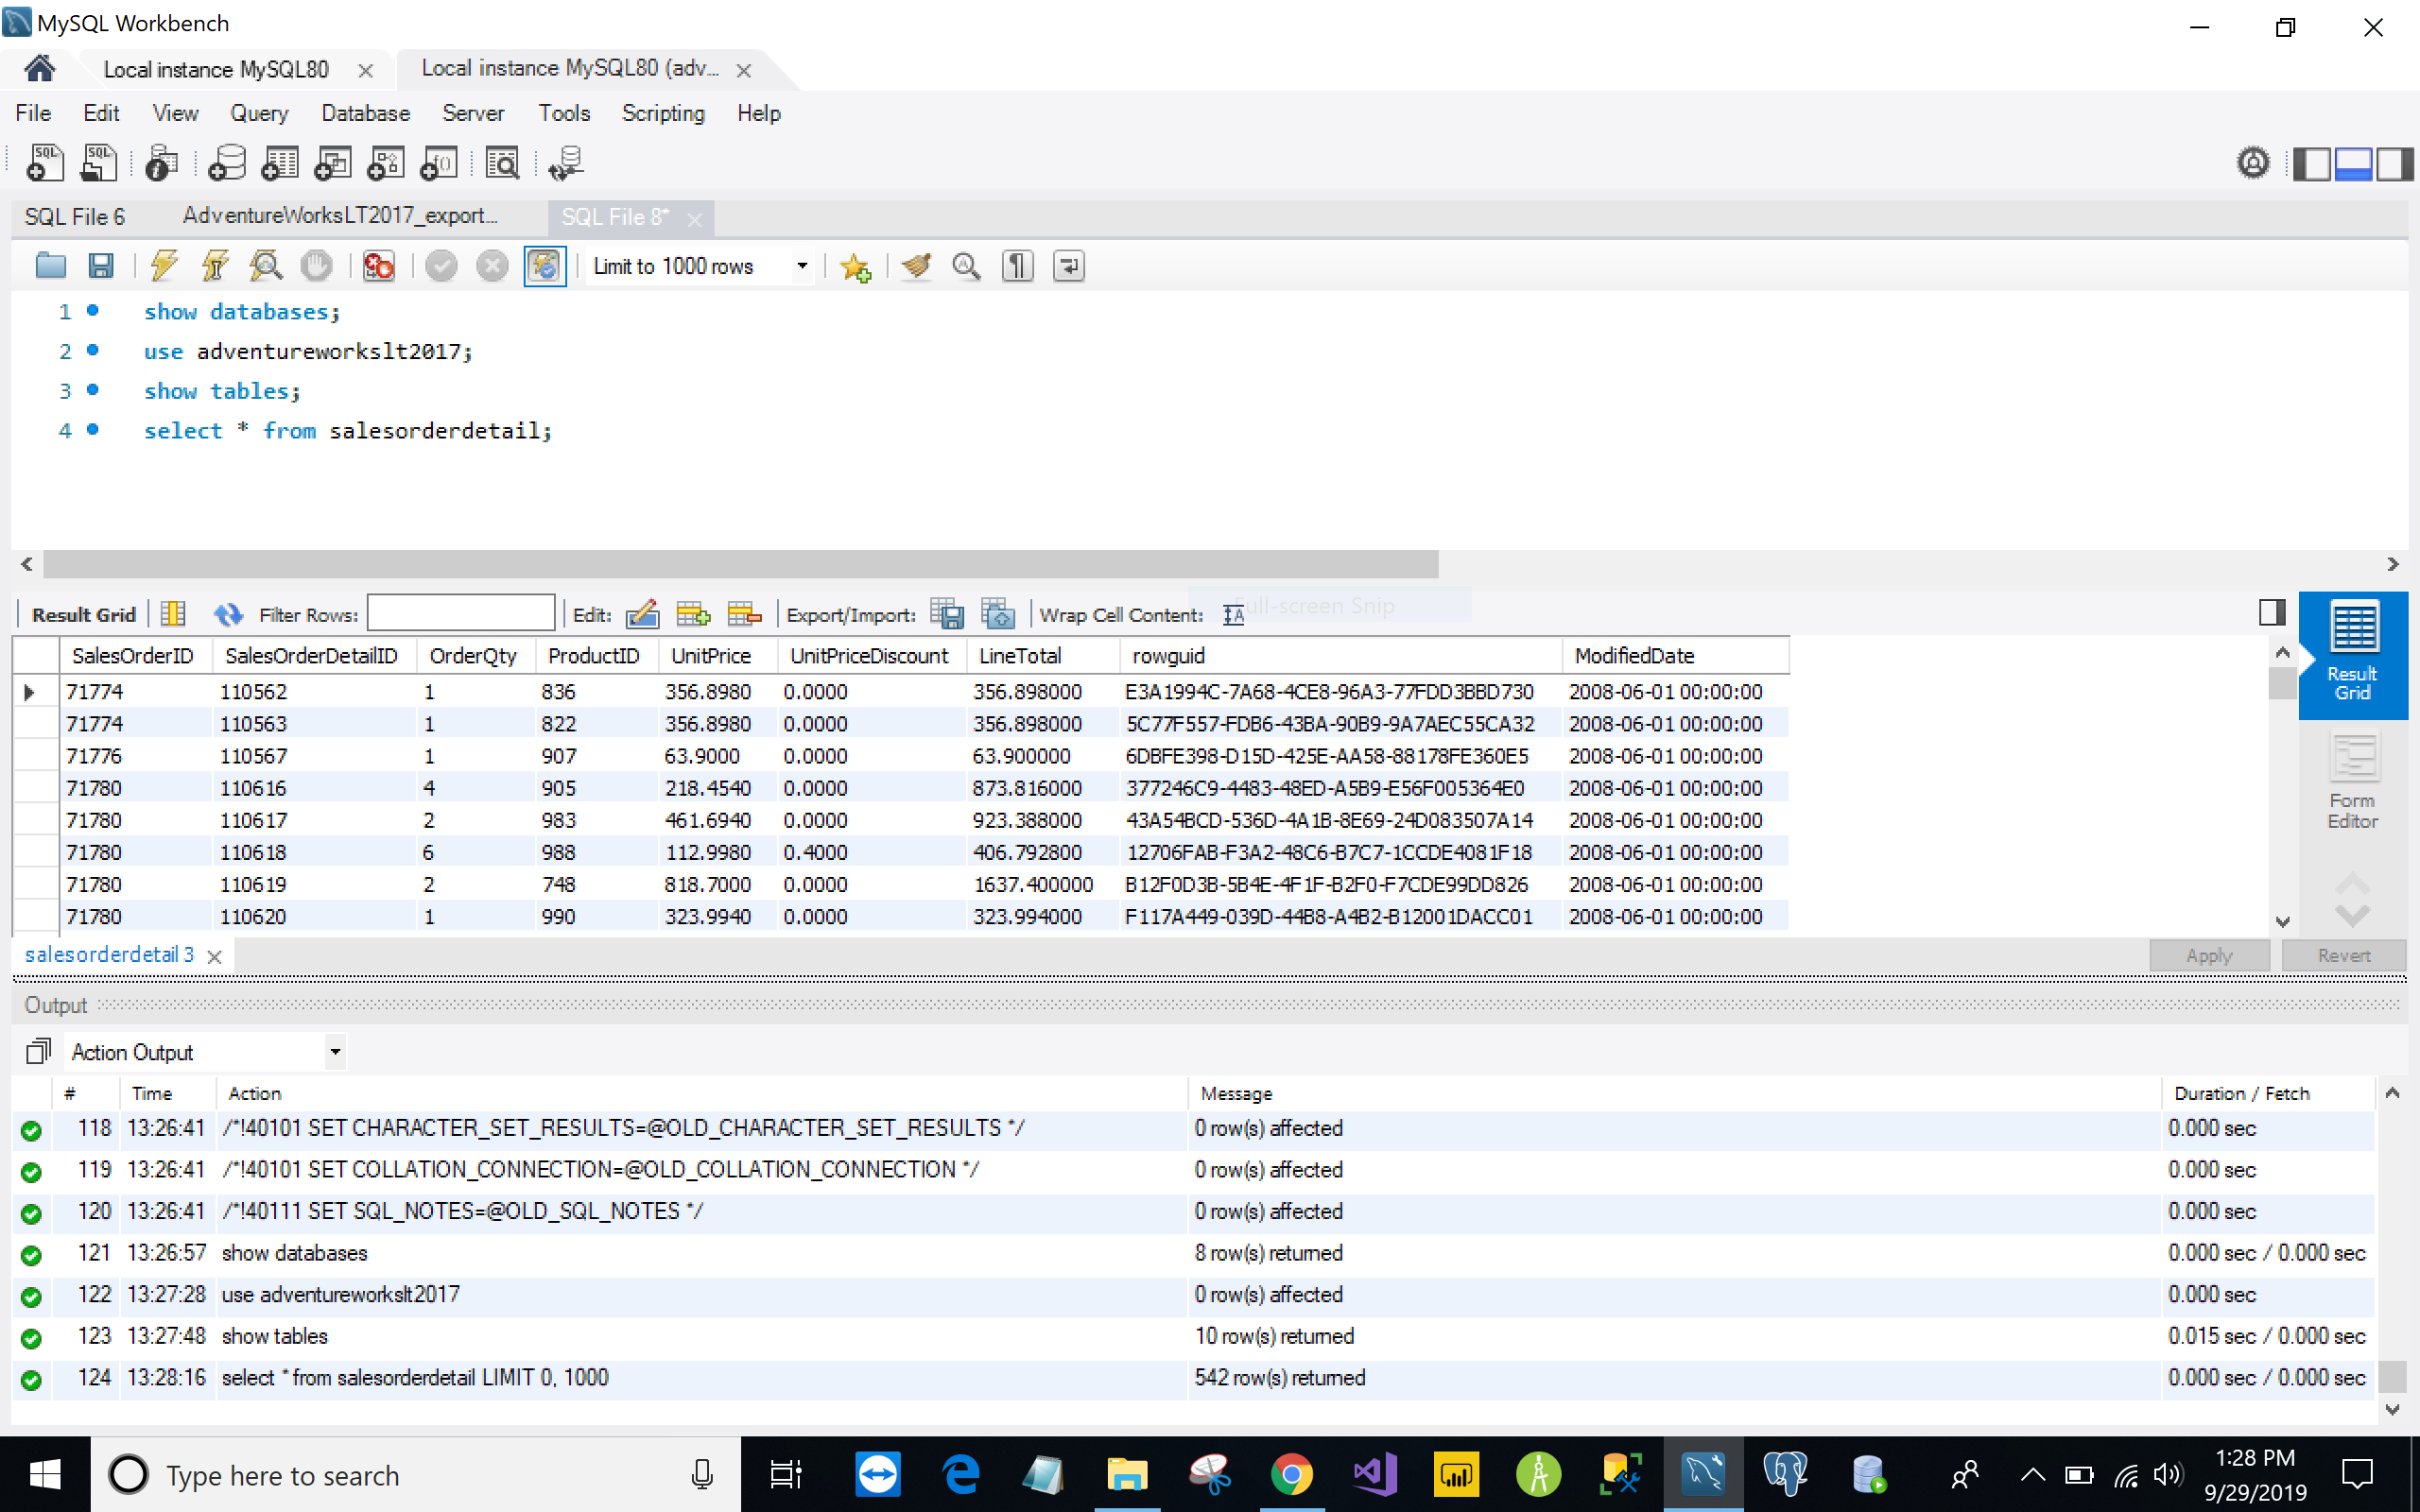 MySQL Workbench
Local instance MySQL80 Local instance MySQL80 (adv...
File Edit View Query Database Server Tools Scripting Help
SQL SQL
SQL File 6 AdventureWorksLT2017_export... SQL File 8*
Limit to 1000 rows
1 show databases;
2 use adventureworkslt2017;
3 show tables;
4 select * from salesorderdetail;
Full-screen Snip
Result Grid Filter Rows: Edit: Export/Import: Wrap Cell Content:
SalesOrderID SalesOrderDetailID OrderQty ProductID UnitPrice UnitPriceDiscount LineTotal rowguid ModifiedDate
71774 110562 1 836 356.8980 0.0000 356.898000 E3A1994C-7A68-4CE8-96A3-77FDD3BBD730 2008-06-01 00:00:00
71774 110563 1 822 356.8980 0.0000 356.898000 5C77F557-FDB6-43BA-90B9-9A7AEC55CA32 2008-06-01 00:00:00
71776 110567 1 907 63.9000 0.0000 63.900000 6DBFE398-D15D-425E-AA58-88178FE360E5 2008-06-01 00:00:00
71780 110616 4 905 218.4540 0.0000 873.816000 377246C9-4483-48ED-A5B9-E56F005364E0 2008-06-01 00:00:00
71780 110617 2 983 461.6940 0.0000 923.388000 43A54BCD-536D-4A1B-8E69-24D083507A14 2008-06-01 00:00:00
71780 110618 6 988 112.9980 0.4000 406.792800 12706FAB-F3A2-48C6-B7C7-1CCDE4081F18 2008-06-01 00:00:00
71780 110619 2 748 818.7000 0.0000 1637.400000 B12F0D3B-5B4E-4F1F-B2F0-F7CDE99DD826 2008-06-01 00:00:00
71780 110620 1 990 323.9940 0.0000 323.994000 F117A449-039D-44B8-A4B2-B12001DACC01 2008-06-01 00:00:00
Result
Grid
Form
Editor
salesorderdetail 3 Apply Revert
Output
Action Output
# Time Action Message Duration / Fetch
118 13:26:41 /*!40101 SET CHARACTER_SET_RESULTS=@OLD_CHARACTER_SET_RESULTS */ 0 row(s) affected 0.000 sec
119 13:26:41 /*!40101 SET COLLATION_CONNECTION=@OLD_COLLATION_CONNECTION */ 0 row(s) affected 0.000 sec
120 13:26:41 /*!40111 SET SQL_NOTES=@OLD_SQL_NOTES */ 0 row(s) affected 0.000 sec
121 13:26:57 show databases 8 row(s) returned 0.000 sec / 0.000 sec
122 13:27:28 use adventureworkslt2017 0 row(s) affected 0.000 sec
123 13:27:48 show tables 10 row(s) returned 0.015 sec / 0.000 sec
124 13:28:16 select * from salesorderdetail LIMIT 0, 1000 542 row(s) returned 0.000 sec / 0.000 sec
Type here to search
1:28 PM
9/29/2019